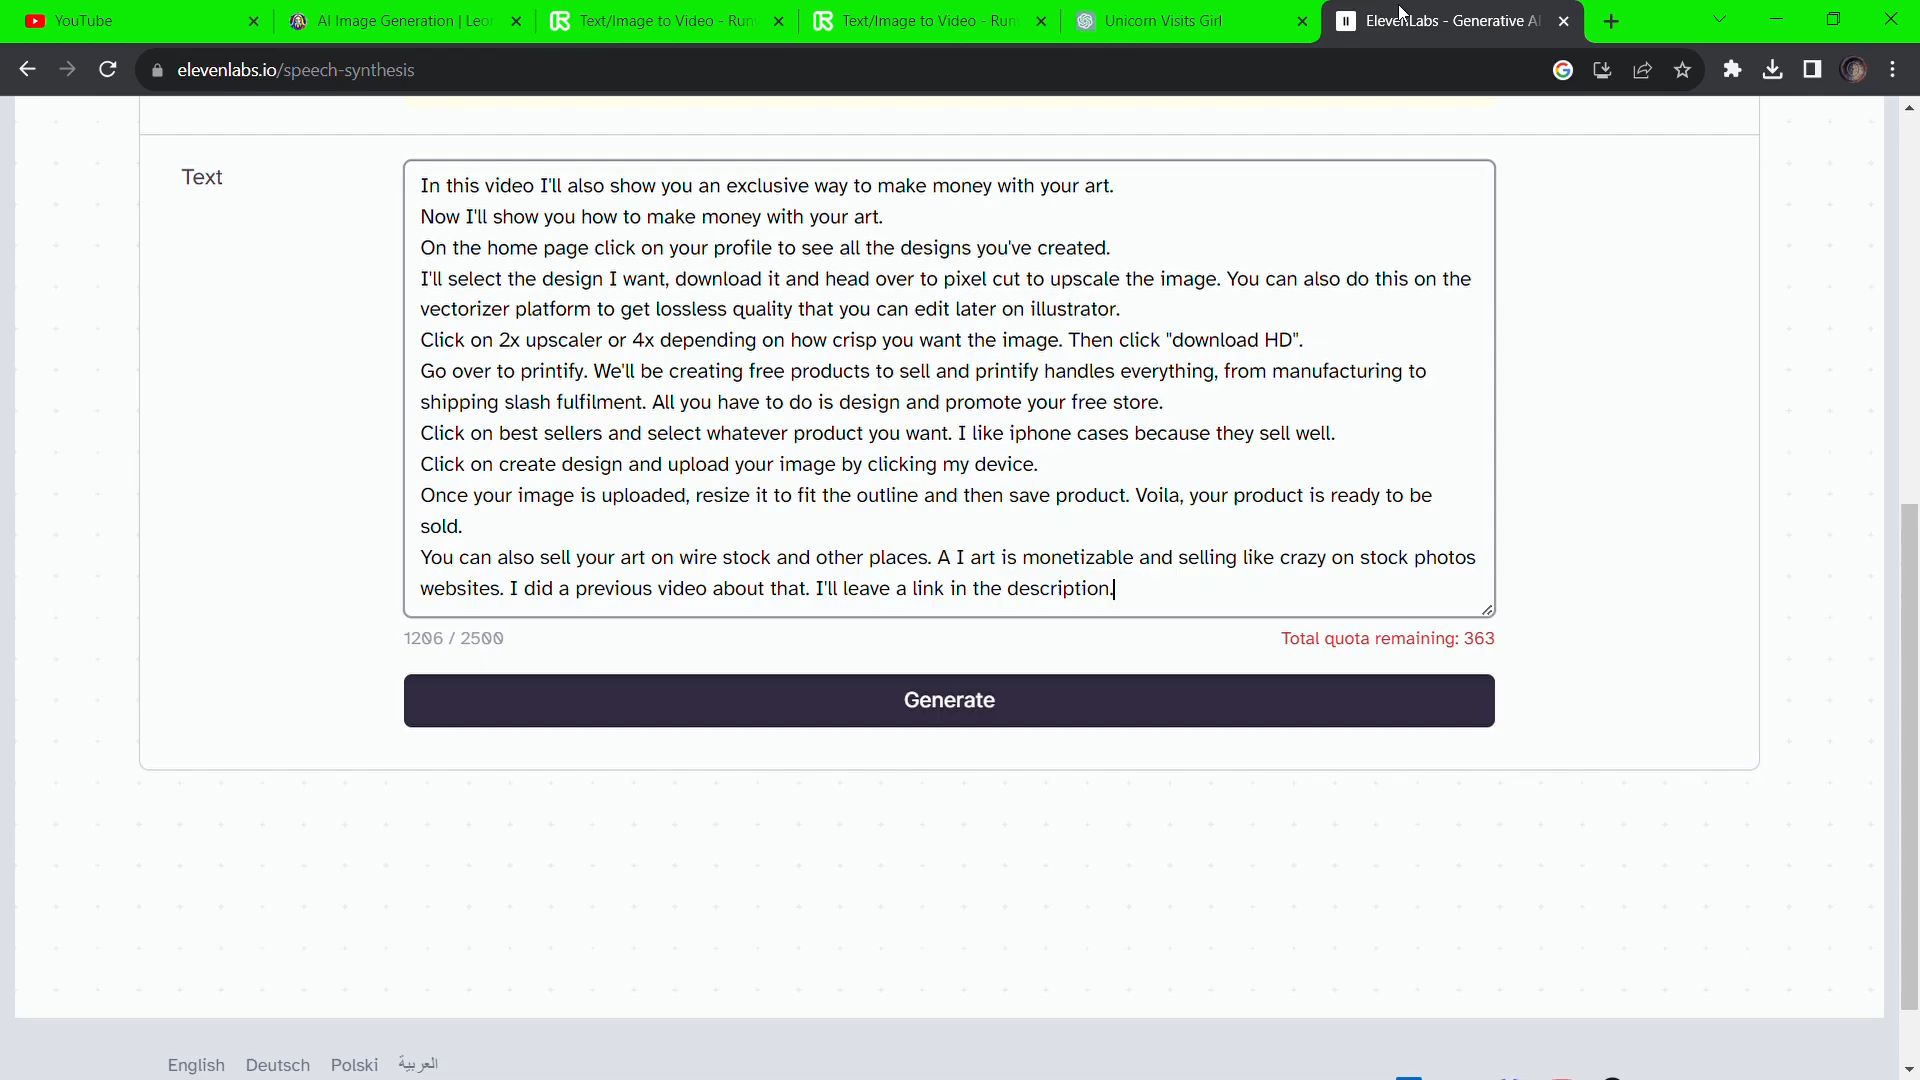 YouTube
AI Image Generation | Leor
Text/Image to Video - Run
Text/Image to Video - Run
Unicorn Visits Girl
ElevenLabs - Generative AI
elevenlabs.io/speech-synthesis
Text
In this video I'll also show you an exclusive way to make money with your art.
Now I'll show you how to make money with your art.
On the home page click on your profile to see all the designs you've created.
I'll select the design I want, download it and head over to pixel cut to upscale the image. You can also do this on the
vectorizer platform to get lossless quality that you can edit later on illustrator.
Click on 2x upscaler or 4x depending on how crisp you want the image. Then click "download HD".
Go over to printify. We'll be creating free products to sell and printify handles everything, from manufacturing to
shipping slash fulfilment. All you have to do is design and promote your free store.
Click on best sellers and select whatever product you want. I like iphone cases because they sell well.
Click on create design and upload your image by clicking my device.
Once your image is uploaded, resize it to fit the outline and then save product. Voila, your product is ready to be
sold.
You can also sell your art on wire stock and other places. A I art is monetizable and selling like crazy on stock photos
websites. I did a previous video about that. I'll leave a link in the description.
1206 / 2500
Total quota remaining: 363
Generate
English Deutsch Polski العربية